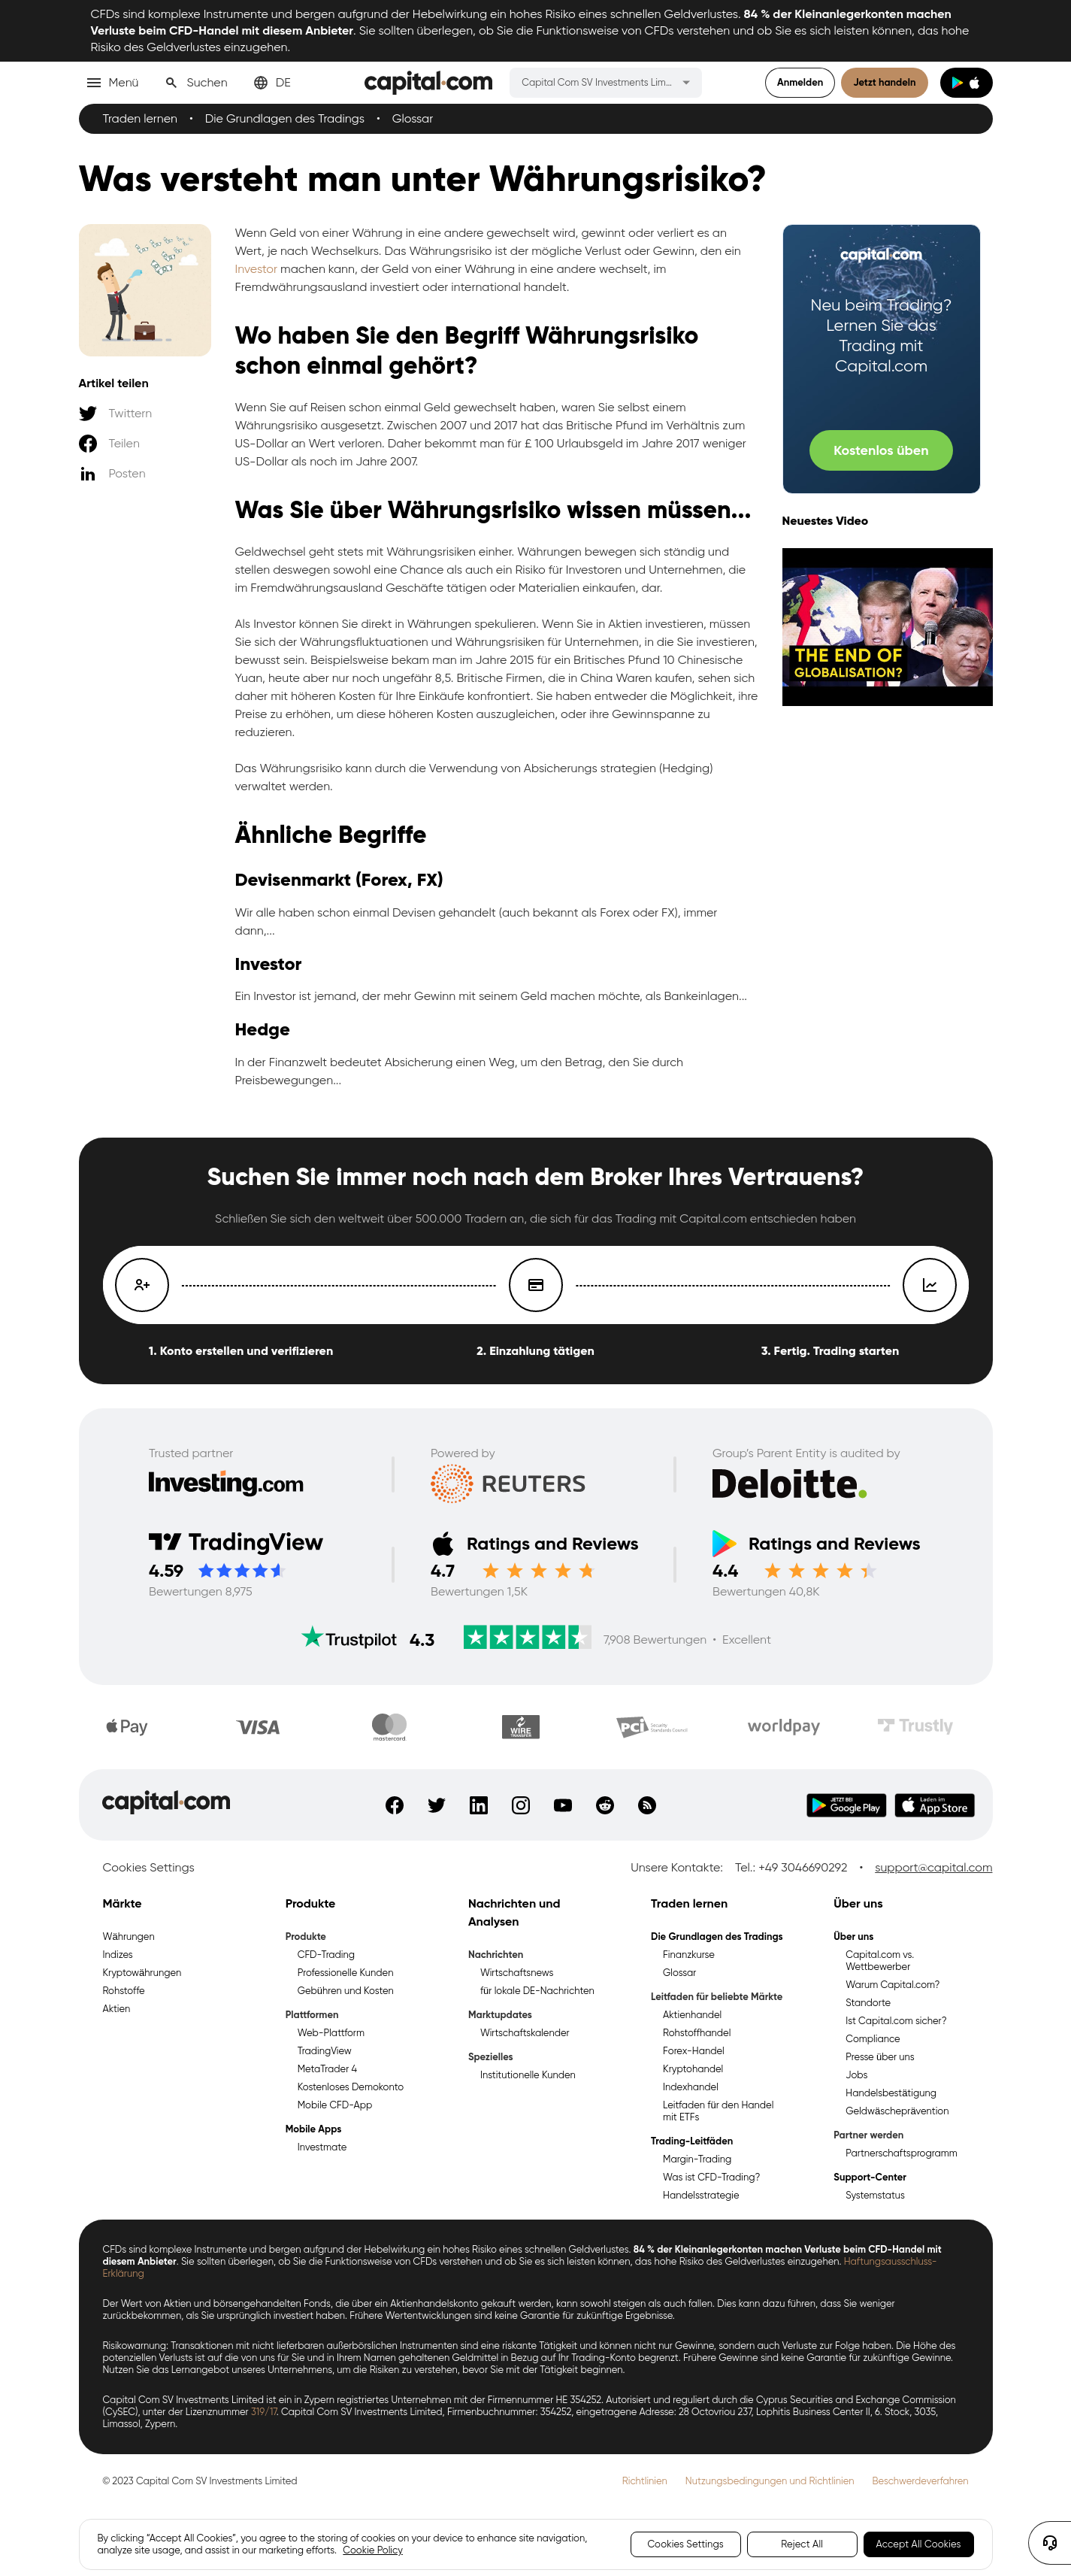 CFDs sind komplexe Instrumente und bergen aufgrund der Hebelwirkung ein hohes Risiko eines schnellen Geldverlustes. 84 % der Kleinanlegerkonten machen
Verluste beim CFD-Handel mit diesem Anbieter. Sie sollten überlegen, ob Sie die Funktionsweise von CFDs verstehen und ob Sie es sich leisten können, das hohe
Risiko des Geldverlustes einzugehen.
Menü
Suchen
DE
capital.com
Capital Com SV Investments Lim...
Anmelden
Jetzt handeln
Traden lernen • Die Grundlagen des Tradings • Glossar
Was versteht man unter Währungsrisiko?
Artikel teilen
Twittern
Teilen
Posten
Wenn Geld von einer Währung in eine andere gewechselt wird, gewinnt oder verliert es an
Wert, je nach Wechselkurs. Das Währungsrisiko ist der mögliche Verlust oder Gewinn, den ein
Investor machen kann, der Geld von einer Währung in eine andere wechselt, im
Fremdwährungsausland investiert oder international handelt.
Wo haben Sie den Begriff Währungsrisiko
schon einmal gehört?
Wenn Sie auf Reisen schon einmal Geld gewechselt haben, waren Sie selbst einem
Währungsrisiko ausgesetzt. Zwischen 2007 und 2017 hat das Britische Pfund im Verhältnis zum
US-Dollar an Wert verloren. Daher bekommt man für £ 100 Urlaubsgeld im Jahre 2017 weniger
US-Dollar als noch im Jahre 2007.
Was Sie über Währungsrisiko wissen müssen...
Geldwechsel geht stets mit Währungsrisiken einher. Währungen bewegen sich ständig und
stellen deswegen sowohl eine Chance als auch ein Risiko für Investoren und Unternehmen, die
im Fremdwährungsausland Geschäfte tätigen oder Materialien einkaufen, dar.
Als Investor können Sie direkt in Währungen spekulieren. Wenn Sie in Aktien investieren, müssen
Sie sich der Währungsfluktuationen und Währungsrisiken für Unternehmen, in die Sie investieren,
bewusst sein. Beispielsweise bekam man im Jahre 2015 für ein Britisches Pfund 10 Chinesische
Yuan, heute aber nur noch ungefähr 8,5. Britische Firmen, die in China Waren kaufen, sehen sich
daher mit höheren Kosten für Ihre Einkäufe konfrontiert. Sie haben entweder die Möglichkeit, ihre
Preise zu erhöhen, um diese höheren Kosten auszugleichen, oder ihre Gewinnspanne zu
reduzieren.
Das Währungsrisiko kann durch die Verwendung von Absicherungs strategien (Hedging)
verwaltet werden.
Ähnliche Begriffe
Devisenmarkt (Forex, FX)
Wir alle haben schon einmal Devisen gehandelt (auch bekannt als Forex oder FX), immer
dann,...
Investor
Ein Investor ist jemand, der mehr Gewinn mit seinem Geld machen möchte, als Bankeinlagen...
Hedge
In der Finanzwelt bedeutet Absicherung einen Weg, um den Betrag, den Sie durch
Preisbewegungen...
capital.com
Neu beim Trading?
Lernen Sie das
Trading mit
Capital.com
Kostenlos üben
Neuestes Video
THE END OF
GLOBALISATION?
Suchen Sie immer noch nach dem Broker Ihres Vertrauens?
Schließen Sie sich den weltweit über 500.000 Tradern an, die sich für das Trading mit Capital.com entschieden haben
1. Konto erstellen und verifizieren
2. Einzahlung tätigen
3. Fertig. Trading starten
Trusted partner
Investing.com
Powered by
REUTERS
Group's Parent Entity is audited by
Deloitte.
TradingView
4.59
Bewertungen 8,975
Ratings and Reviews
4.7
Bewertungen 1,5K
Ratings and Reviews
4.4
Bewertungen 40,8K
Trustpilot 4.3
7,908 Bewertungen • Excellent
Pay
VISA
mastercard
WIRE
TRANSFER
PCI Security
Standards Council
worldpay
Trustly
capital.com
JETZT BEI
Google Play
Laden im
App Store
Cookies Settings
Unsere Kontakte: Tel.: +49 3046690292 • support@capital.com
Märkte
Währungen
Indizes
Kryptowährungen
Rohstoffe
Aktien
Produkte
Produkte
CFD-Trading
Professionelle Kunden
Gebühren und Kosten
Plattformen
Web-Plattform
TradingView
MetaTrader 4
Kostenloses Demokonto
Mobile CFD-App
Mobile Apps
Investmate
Nachrichten und
Analysen
Nachrichten
Wirtschaftsnews
für lokale DE-Nachrichten
Marktupdates
Wirtschaftskalender
Spezielles
Institutionelle Kunden
Traden lernen
Die Grundlagen des Tradings
Finanzkurse
Glossar
Leitfaden für beliebte Märkte
Aktienhandel
Rohstoffhandel
Forex-Handel
Kryptohandel
Indexhandel
Leitfaden für den Handel
mit ETFs
Trading-Leitfäden
Margin-Trading
Was ist CFD-Trading?
Handelsstrategie
Über uns
Über uns
Capital.com vs.
Wettbewerber
Warum Capital.com?
Standorte
Ist Capital.com sicher?
Compliance
Presse über uns
Jobs
Handelsbestätigung
Geldwäscheprävention
Partner werden
Partnerschaftsprogramm
Support-Center
Systemstatus
CFDs sind komplexe Instrumente und bergen aufgrund der Hebelwirkung ein hohes Risiko eines schnellen Geldverlustes. 84 % der Kleinanlegerkonten machen Verluste beim CFD-Handel mit
diesem Anbieter. Sie sollten überlegen, ob Sie die Funktionsweise von CFDs verstehen und ob Sie es sich leisten können, das hohe Risiko des Geldverlustes einzugehen. Haftungsausschluss-
Erklärung
Der Wert von Aktien und börsengehandelten Fonds, die über ein Aktienhandelskonto gekauft werden, kann sowohl steigen als auch fallen. Dies kann dazu führen, dass Sie weniger
zurückbekommen, als Sie ursprünglich investiert haben. Frühere Wertentwicklungen sind keine Garantie für zukünftige Ergebnisse.
Risikowarnung: Transaktionen mit nicht lieferbaren außerbörslichen Instrumenten sind eine riskante Tätigkeit und können nicht nur Gewinne, sondern auch Verluste zur Folge haben. Die Höhe des
potenziellen Verlusts ist auf die von uns für Sie und in Ihrem Namen gehaltenen Geldmittel in Bezug auf Ihr Trading-Konto begrenzt. Frühere Gewinne sind keine Garantie für zukünftige Gewinne.
Nutzen Sie das Lernangebot unseres Unternehmens, um die Risiken zu verstehen, bevor Sie mit der Tätigkeit beginnen.
Capital Com SV Investments Limited ist ein in Zypern registriertes Unternehmen mit der Firmennummer HE 354252. Autorisiert und reguliert durch die Cyprus Securities and Exchange Commission
(CySEC), unter der Lizenznummer 319/17. Capital Com SV Investments Limited, Firmenbuchnummer: 354252, eingetragene Adresse: 28 Octovriou 237, Lophitis Business Center II, 6. Stock, 3035,
Limassol, Zypern.
© 2023 Capital Com SV Investments Limited
Richtlinien
Nutzungsbedingungen und Richtlinien
Beschwerdeverfahren
By clicking "Accept All Cookies", you agree to the storing of cookies on your device to enhance site navigation,
analyze site usage, and assist in our marketing efforts. Cookie Policy
Cookies Settings
Reject All
Accept All Cookies